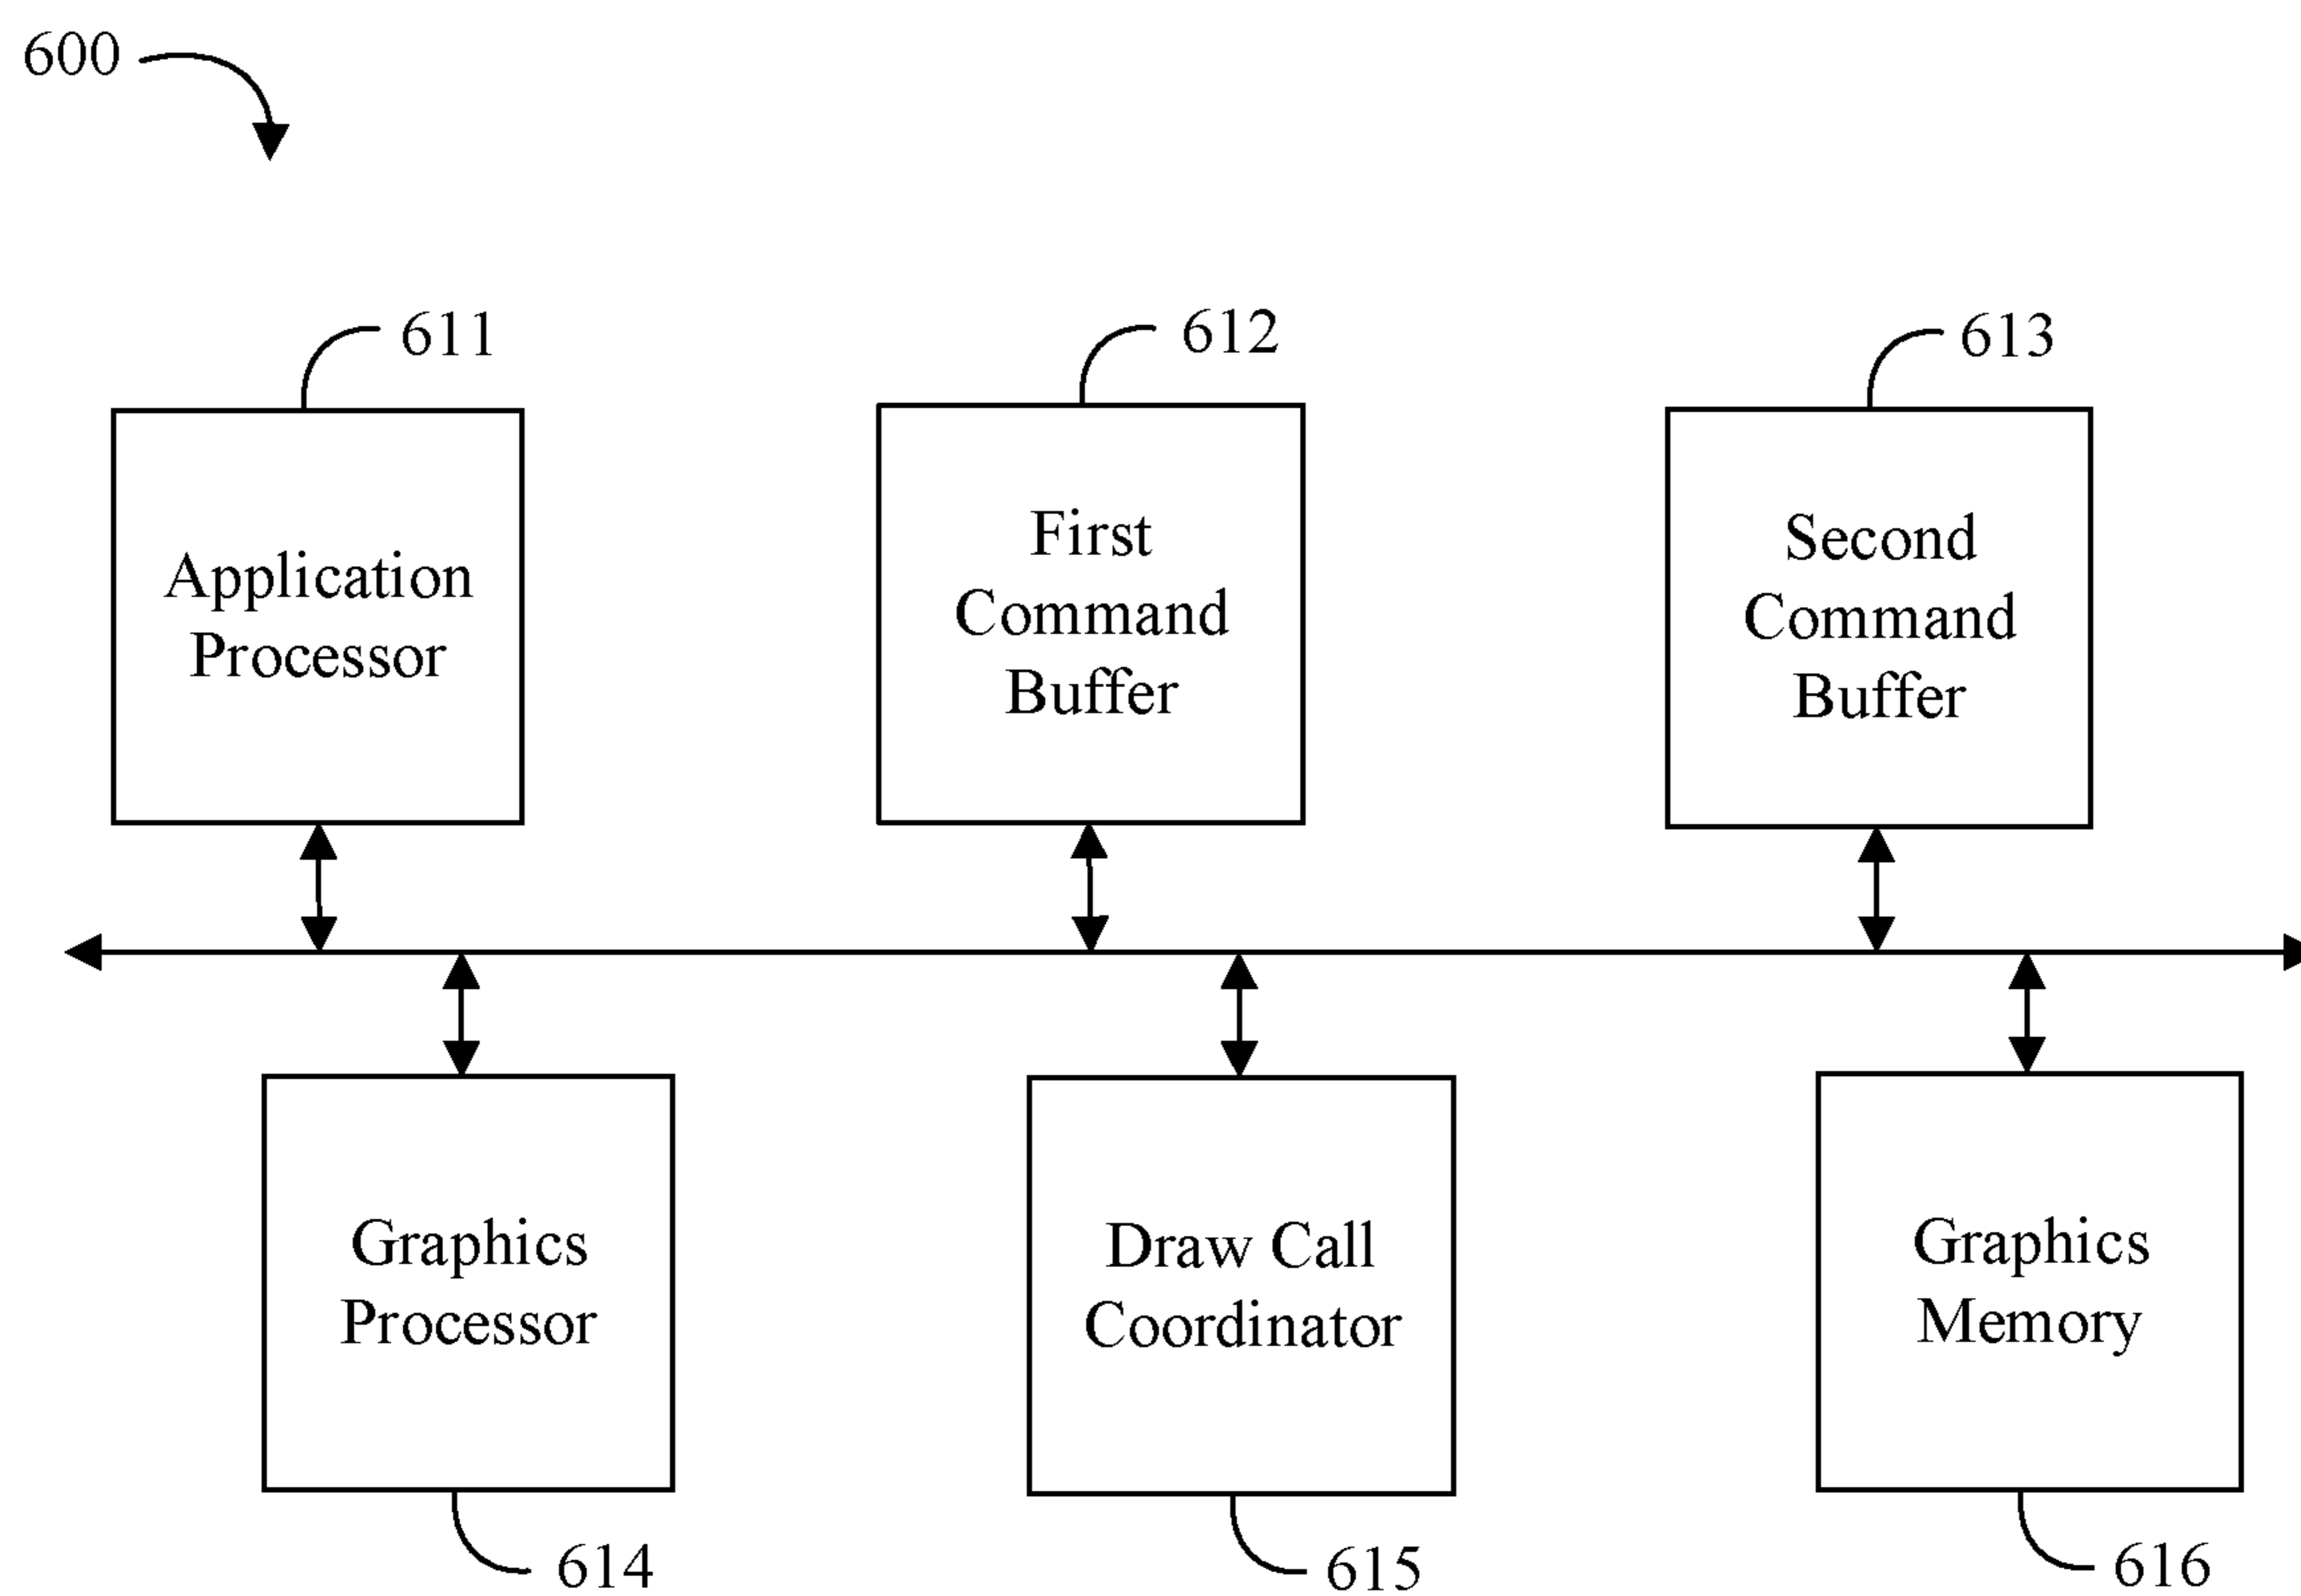 600
611
612
613
Application
Processor
First
Command
Buffer
Second
Command
Buffer
Graphics
Processor
Draw Call
Coordinator
Graphics
Memory
614
615
616